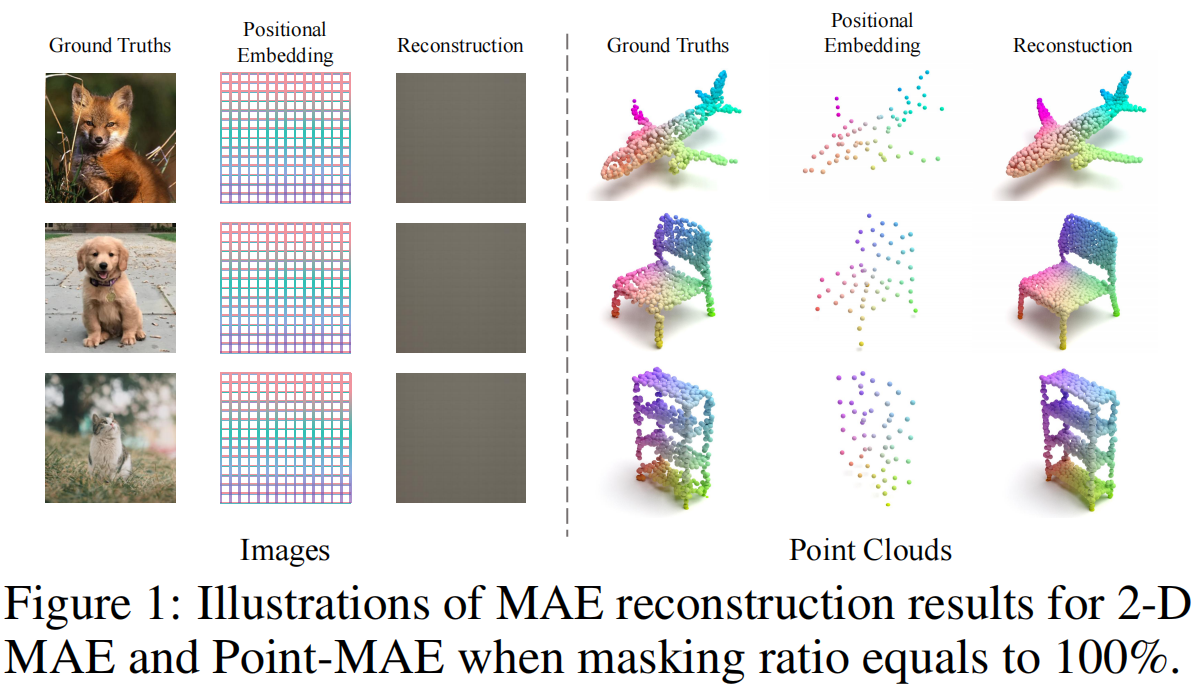 Ground Truths
Positional
Embedding
Reconstruction
Ground Truths
Positional
Embedding
Reconstuction
Images
Point Clouds
Figure 1: Illustrations of MAE reconstruction results for 2-D
MAE and Point-MAE when masking ratio equals to 100%.